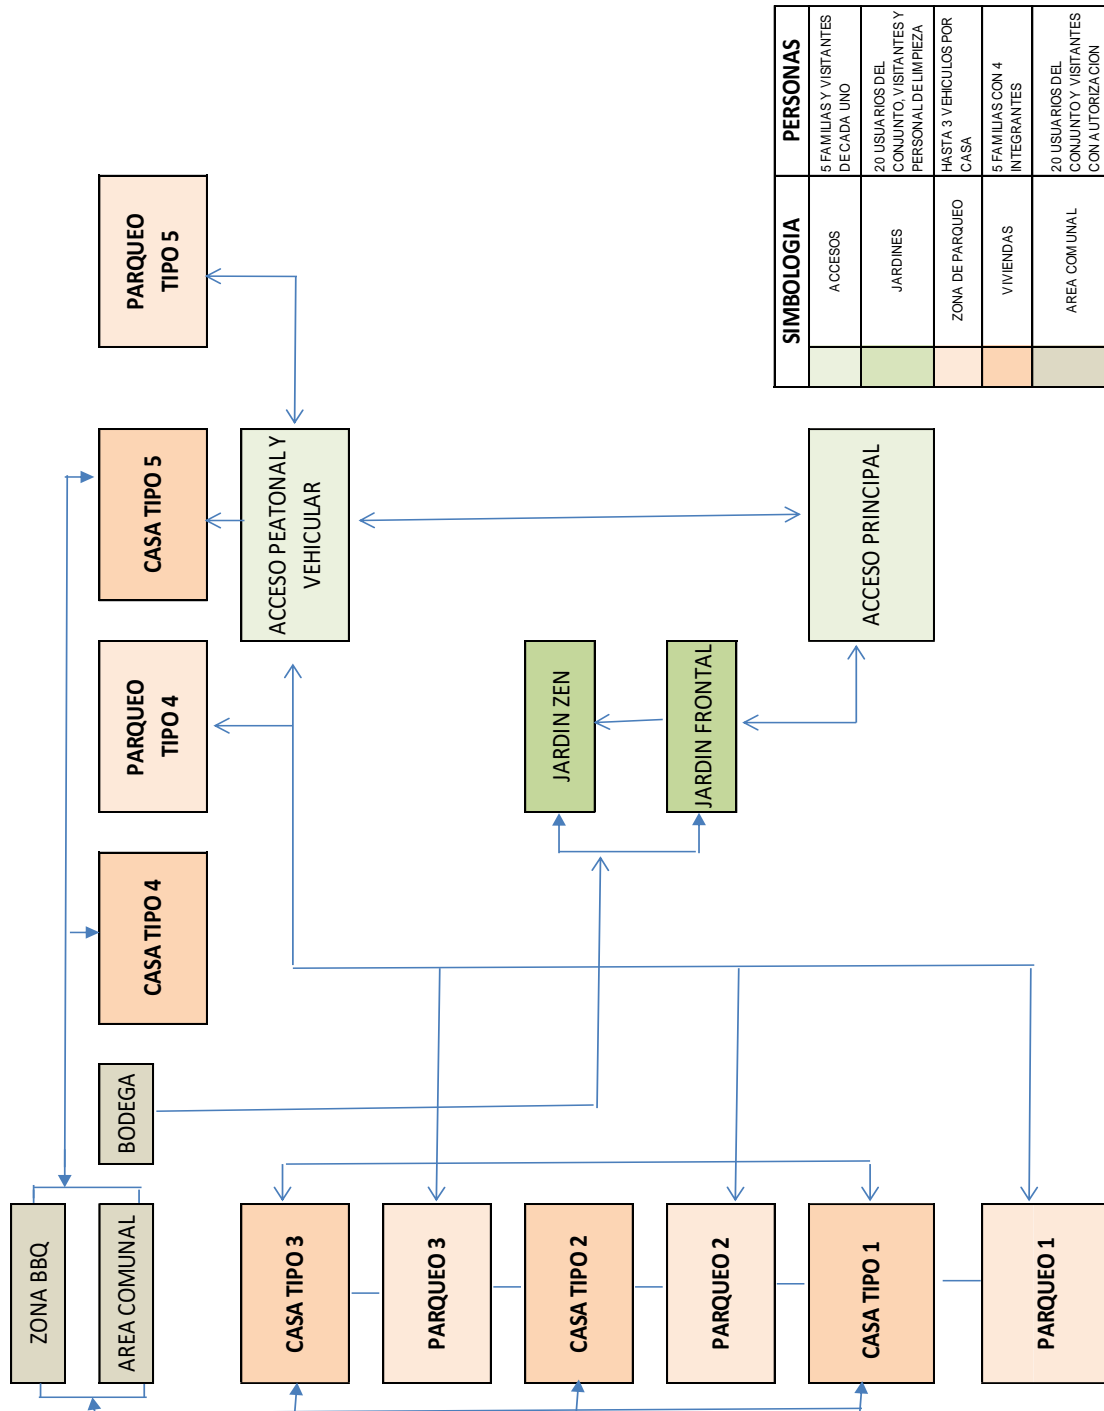 ZONA BBQ
AREA COMUNAL
BODEGA
CASA TIPO 4
PARQUEO
TIPO 4
CASA TIPO 5
PARQUEO
TIPO 5
CASA TIPO 3
ACCESO PEATONAL Y
VEHICULAR
PARQUEO 3
CASA TIPO 2
JARDIN ZEN
PARQUEO 2
JARDIN FRONTAL
CASA TIPO 1
ACCESO PRINCIPAL
PARQUEO 1
SIMBOLOGIA
PERSONAS
ACCESOS
5 FAMILIAS Y VISITANTES
DE CADA UNO
JARDINES
20 USUARIOS DEL
CONJUNTO, VISITANTES Y
PERSONAL DE LIMPIEZA
ZONA DE PARQUEO
HASTA 3 VEHICULOS POR
CASA
VIVIENDAS
5 FAMILIAS CON 4
INTEGRANTES
AREA COMUNAL
20 USUARIOS DEL
CONJUNTO Y VISITANTES
CON AUTORIZACION